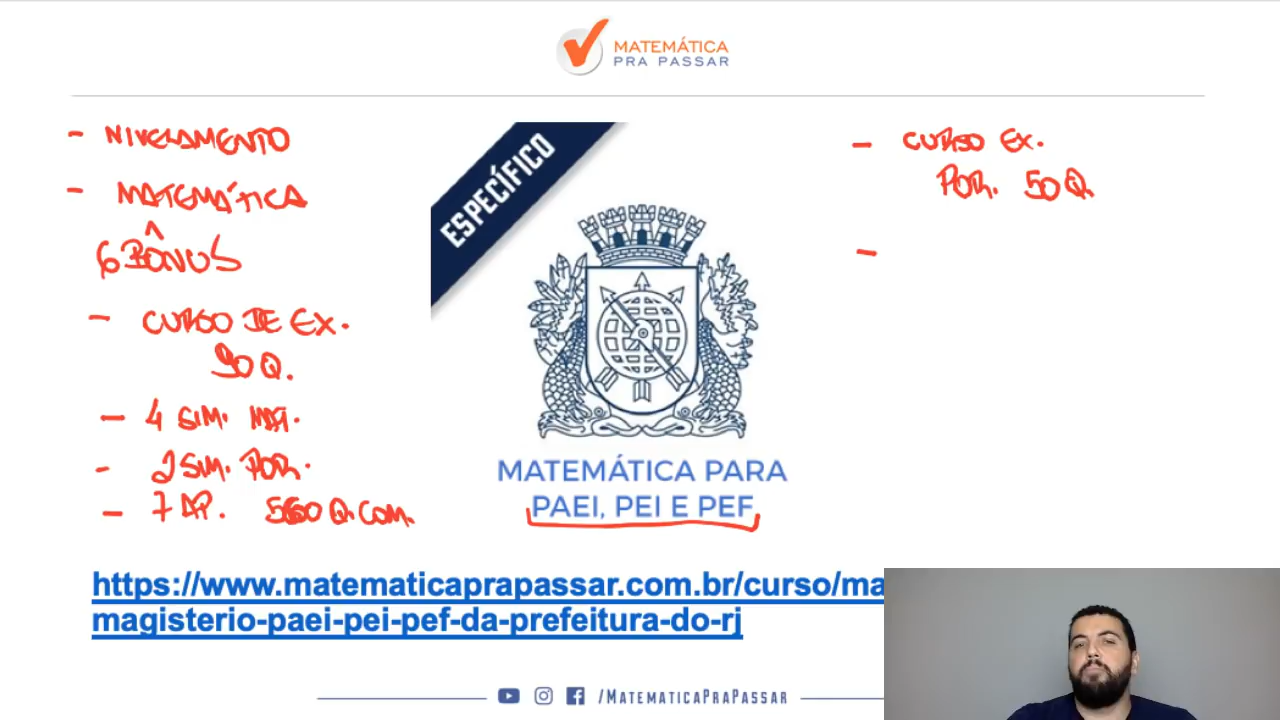 MATEMÁTICA
PRA PASSAR
- NIVELAMENTO
- MATEMÁTICA
6 BÔNUS
- CURSO DE EX.
90 Q.
- 4 SIM. MA.
- 2 SIM. POR.
- 7 AP. 560 Q. COM.
ESPECÍFICO
MATEMÁTICA PARA
PAEI, PEI E PEF
- CURSO EX.
POR. 50 Q.
-
https://www.matematicaprapassar.com.br/curso/ma
magisterio-paei-pei-pef-da-prefeitura-do-rj
/MATEMATICAPRAPASSAR